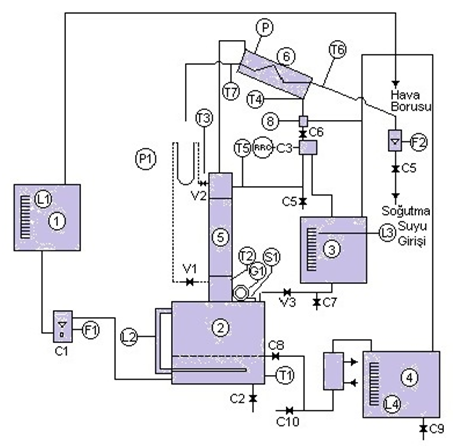 P
6
T6
T7
T4
Hava
Borusu
T3
8
C6
F2
P1
T5
RRC
C3
C5
V2
C5
L1
1
Soğutma
Suyu
Girişi
5
L3
3
V1
T2
G1
S1
V3
C7
F1
C1
L2
2
C8
T1
4
L4
C2
C10
C9